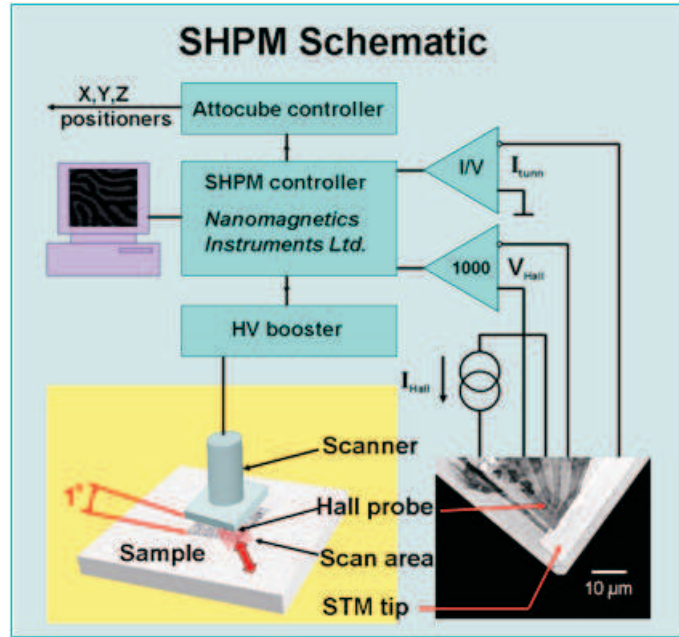 SHPM Schematic
X,Y,Z
positioners
Attocube controller
SHPM controller
Nanomagnetics
Instruments Ltd.
I/V
Itunn
1000
VHall
HV booster
IHall
Scanner
1°
Hall probe
Sample
Scan area
STM tip
10 µm